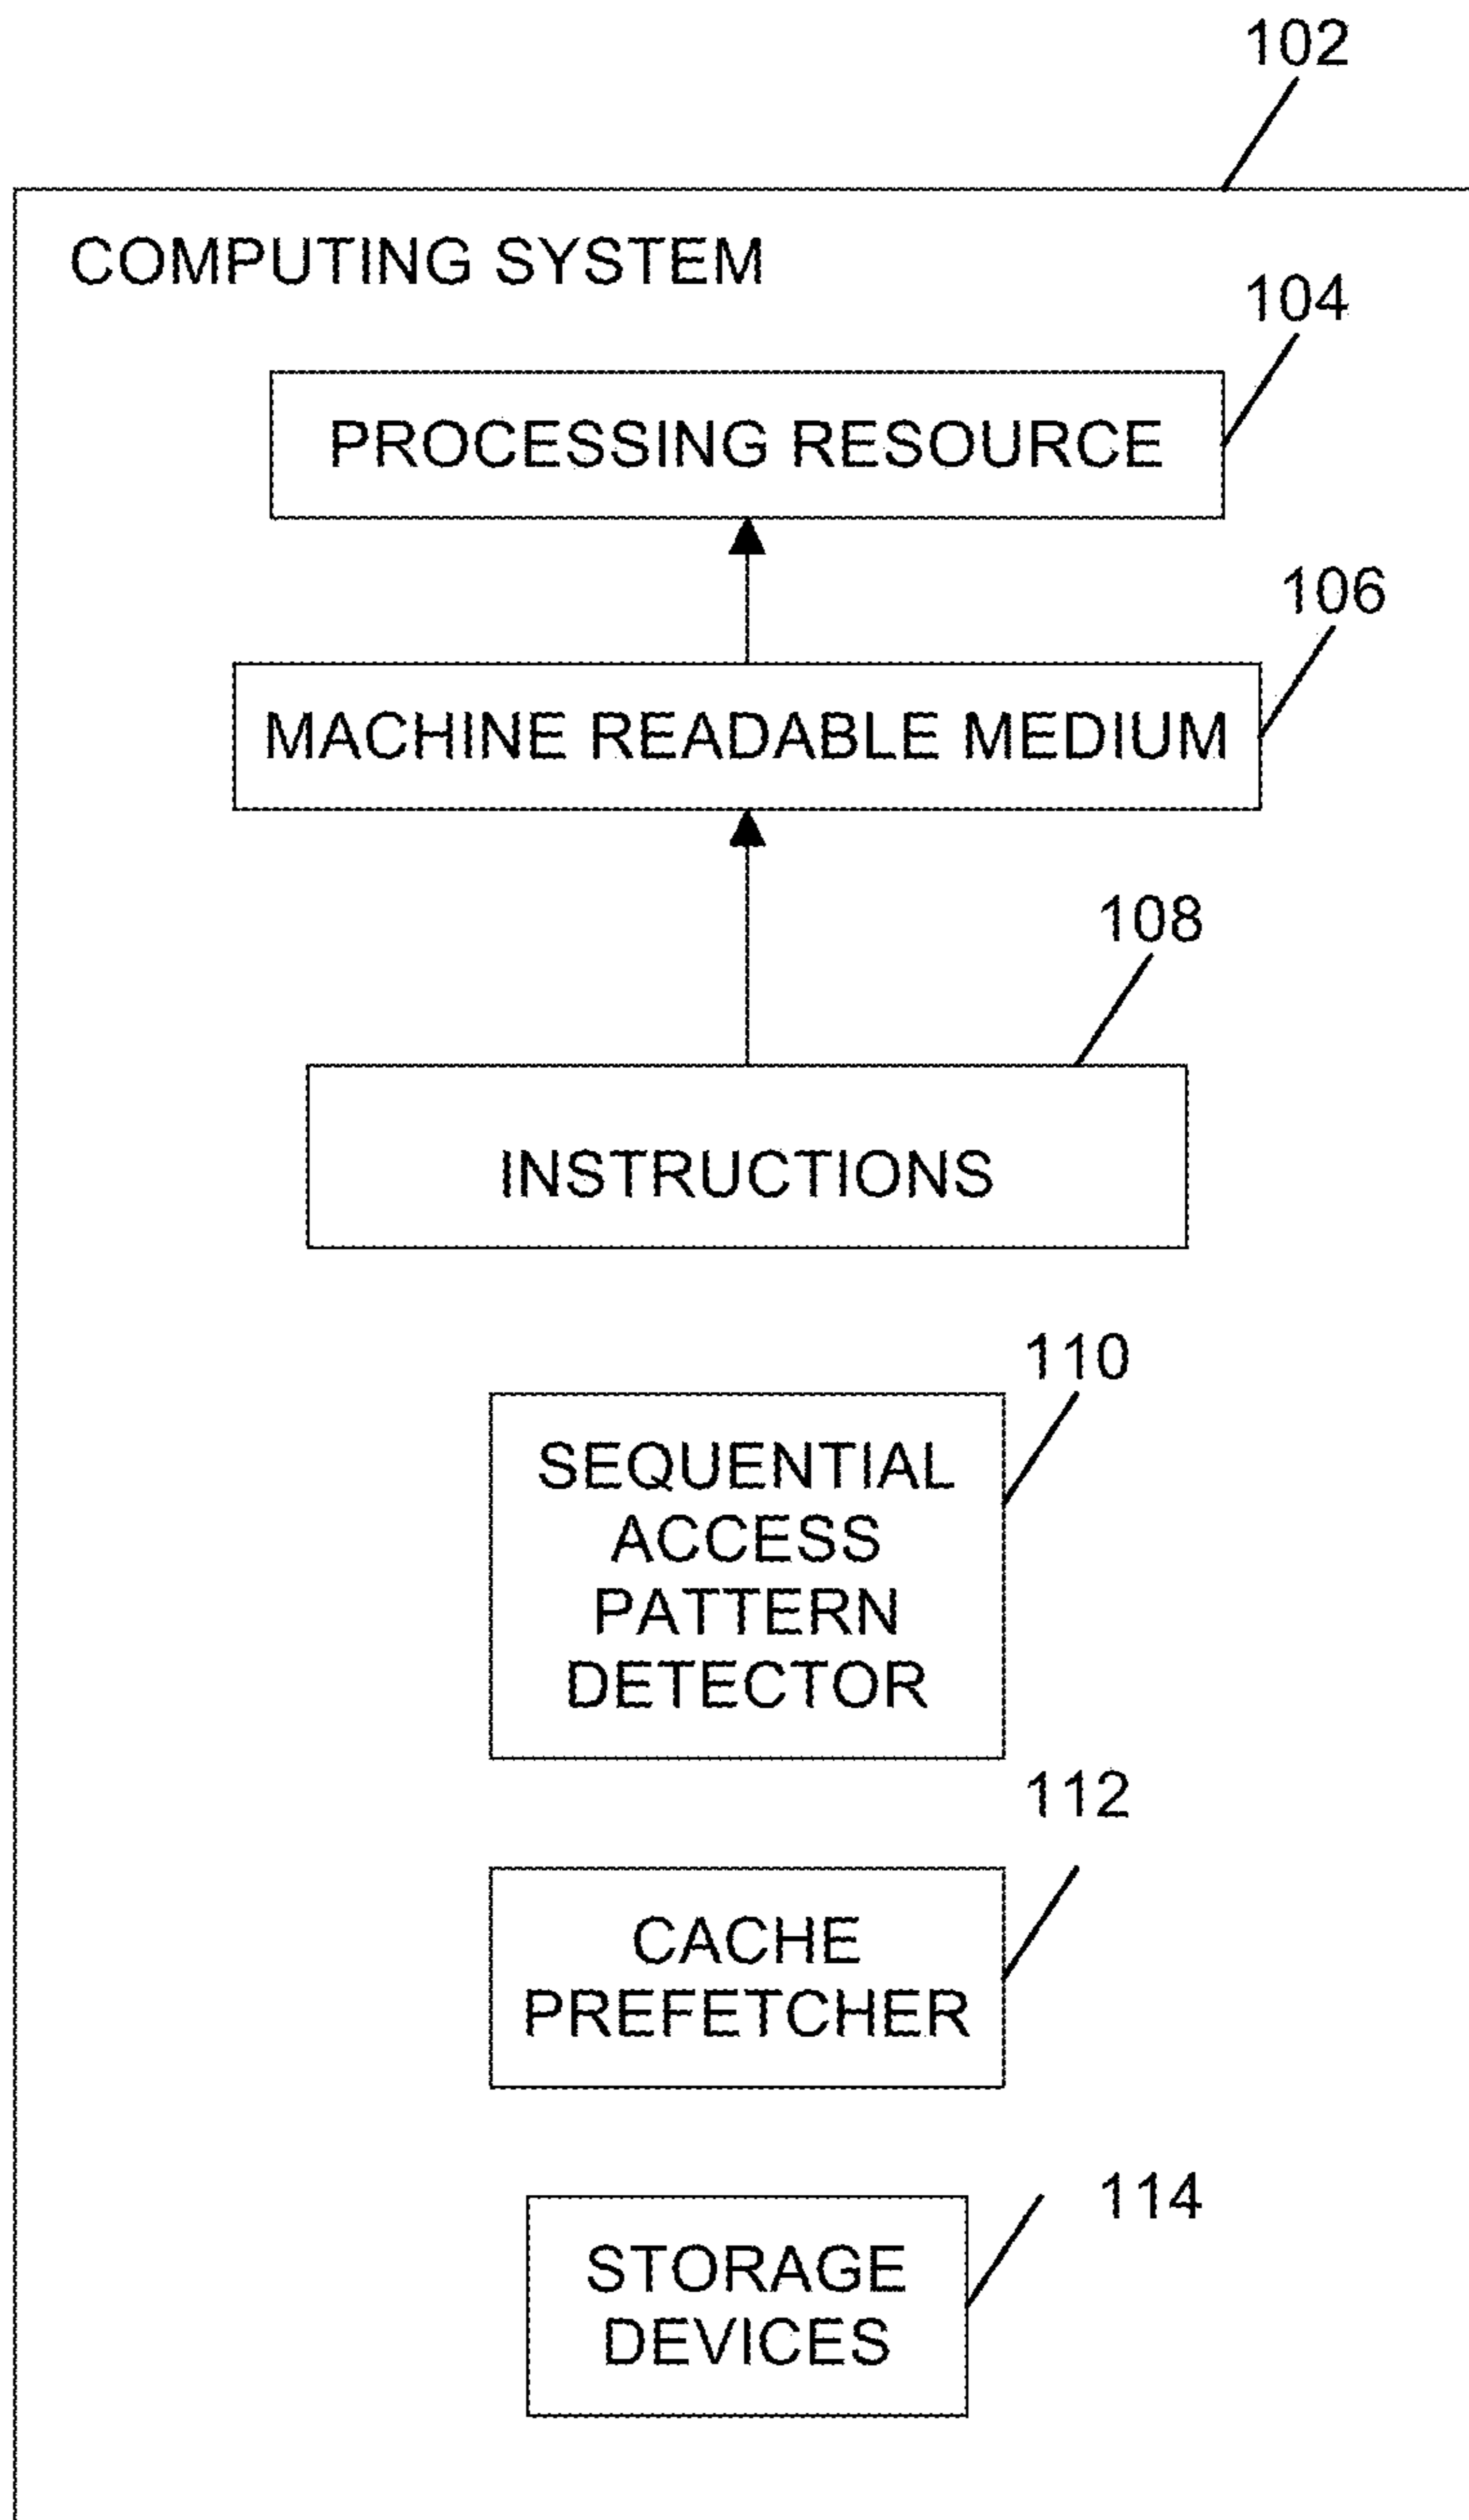 102
COMPUTING SYSTEM
104
PROCESSING RESOURCE
106
MACHINE READABLE MEDIUM
108
INSTRUCTIONS
110
SEQUENTIAL
ACCESS
PATTERN
DETECTOR
112
CACHE
PREFETCHER
114
STORAGE
DEVICES